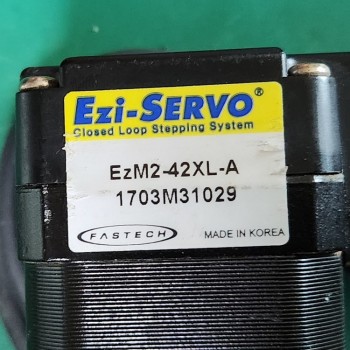 Ezi-SERVO®
Closed Loop Stepping System
EzM2-42XL-A
1703M31029
FASTECH
MADE IN KOREA